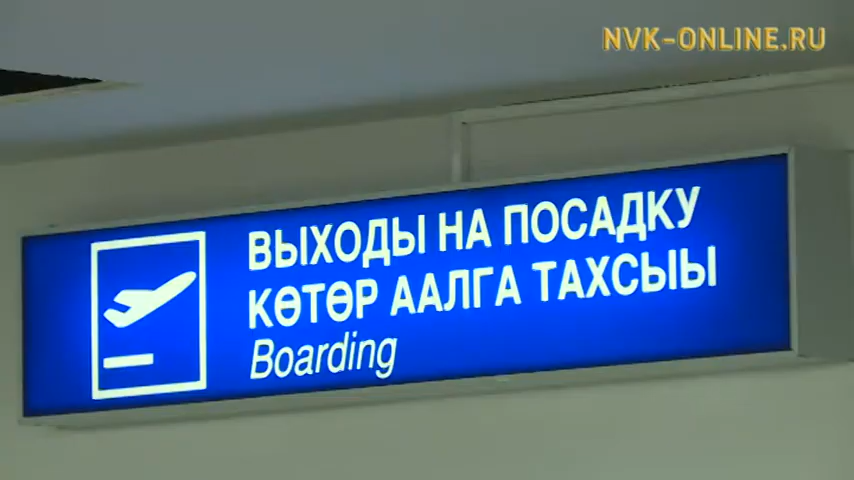 NVK-ONLINE.RU
ВЫХОДЫ НА ПОСАДКУ
КӨТӨР ААЛГА ТАХСЫЫ
Boarding